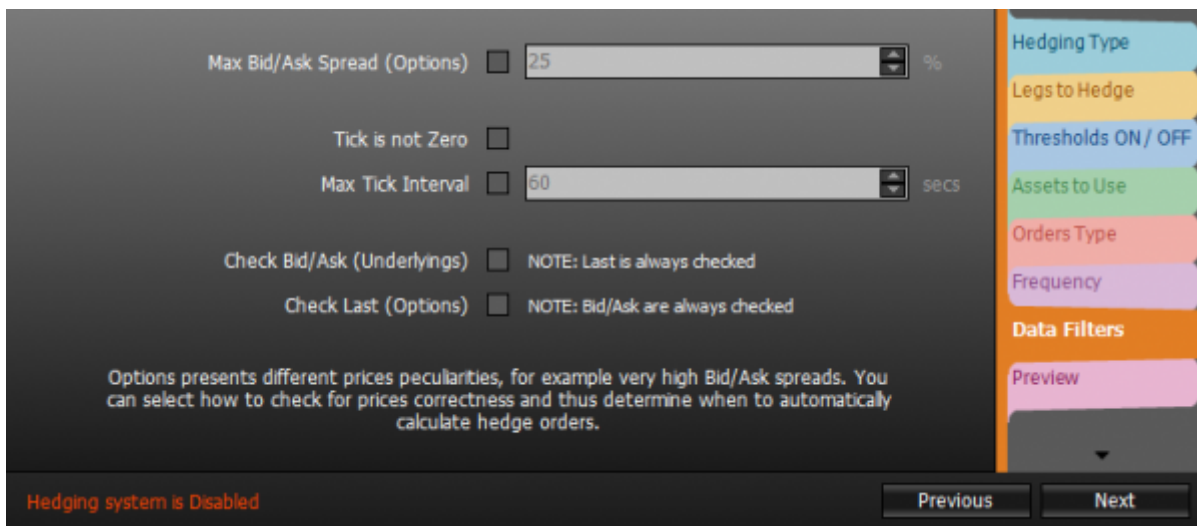 Max Bid/Ask Spread (Options) 25 %
Tick is not Zero
Max Tick Interval 60 secs
Check Bid/Ask (Underlyings) NOTE: Last is always checked
Check Last (Options) NOTE: Bid/Ask are always checked
Options presents different prices peculiarities, for example very high Bid/Ask spreads. You
can select how to check for prices correctness and thus determine when to automatically
calculate hedge orders.
Hedging Type
Legs to Hedge
Thresholds ON / OFF
Assets to Use
Orders Type
Frequency
Data Filters
Preview
Hedging system is Disabled
Previous
Next